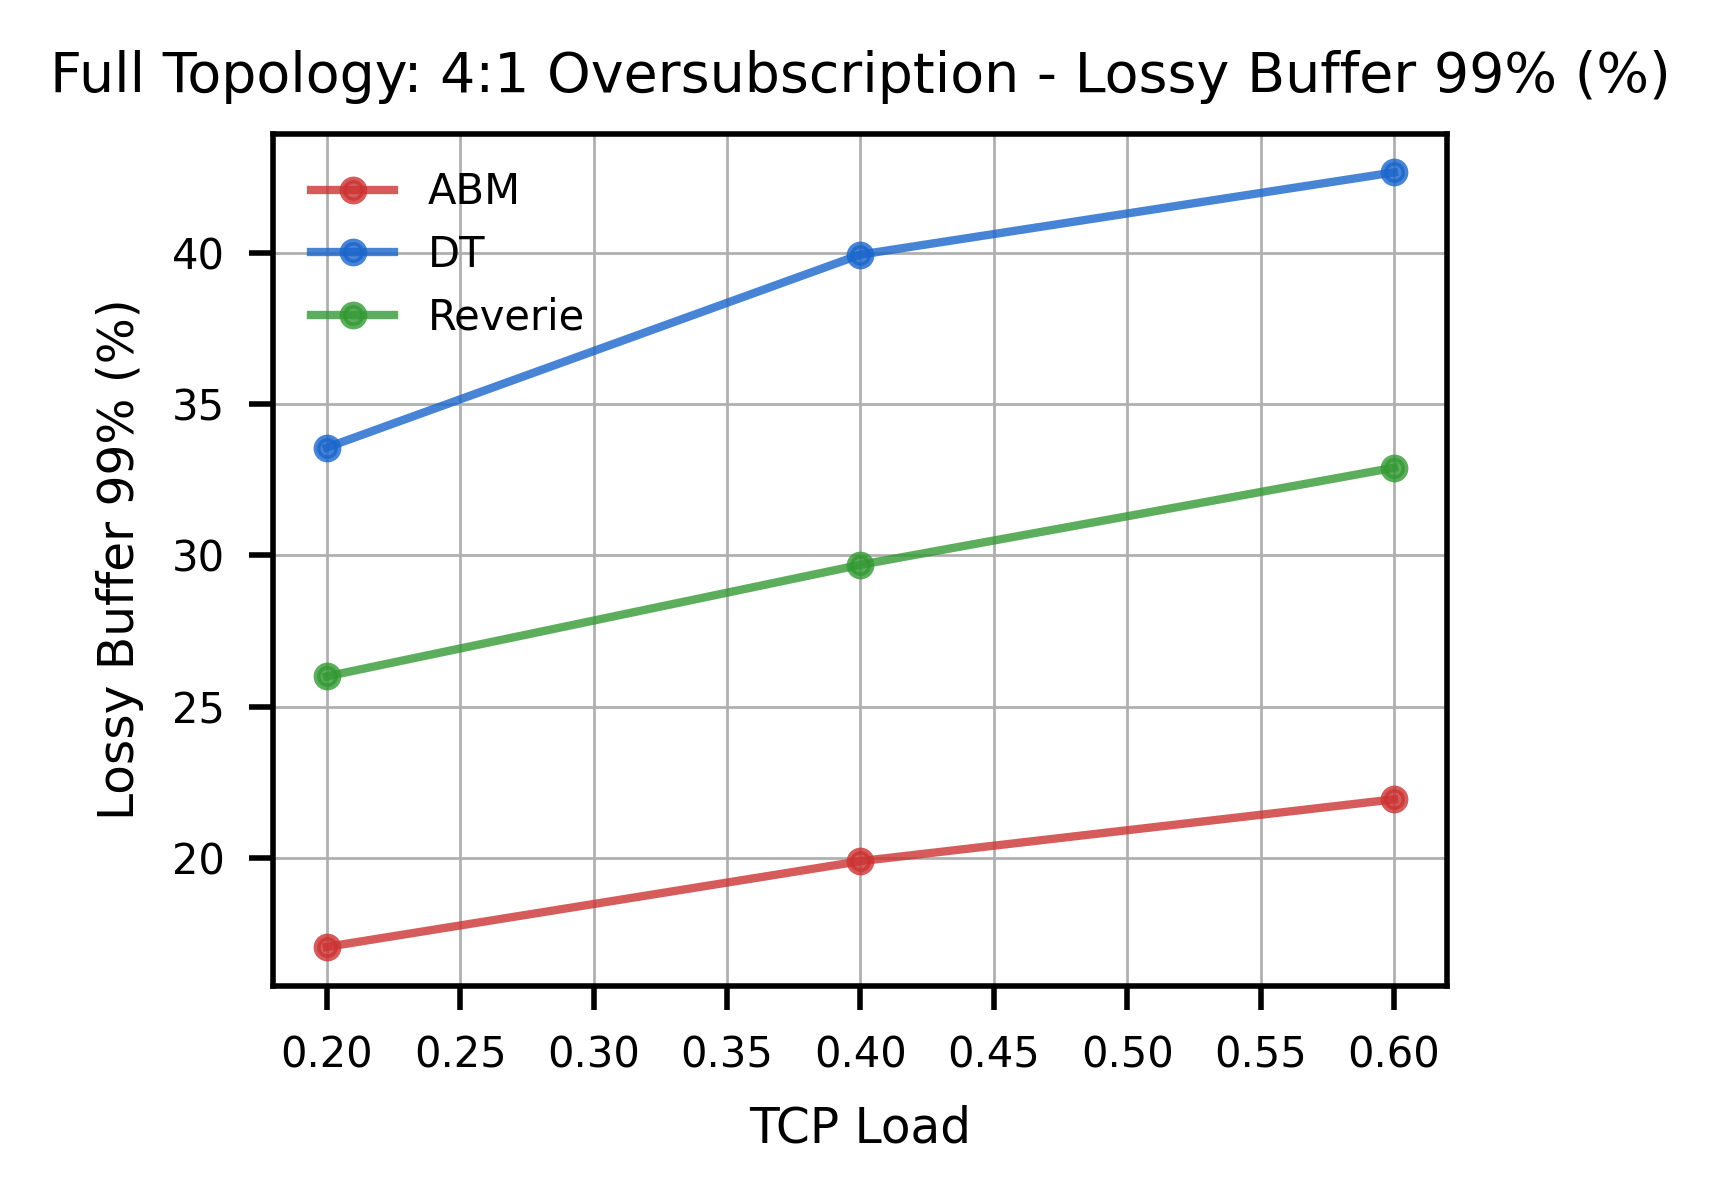 Full Topology: 4:1 Oversubscription - Lossy Buffer 99% (%)
ABM
DT
Reverie
Lossy Buffer 99% (%)
40
35
30
25
20
0.20 0.25 0.30 0.35 0.40 0.45 0.50 0.55 0.60
TCP Load